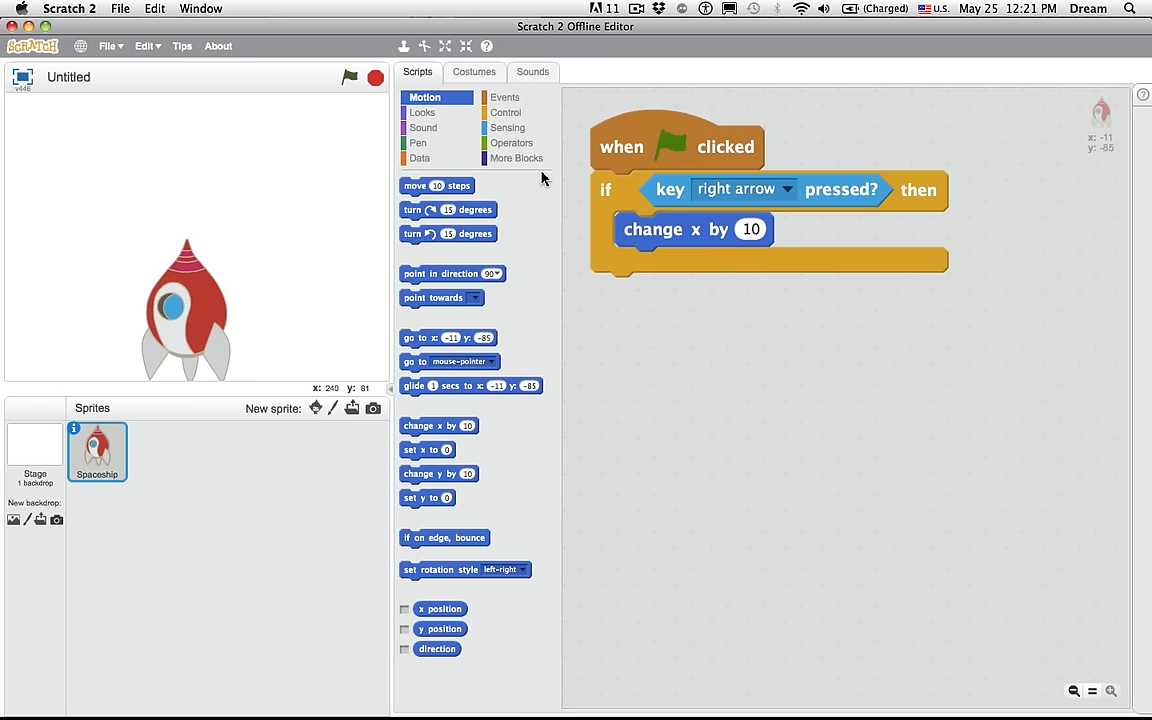 Scratch 2 File Edit Window 11 (Charged) U.S. May 25 12:21 PM Dream
Scratch 2 Offline Editor
SCRATCH File Edit Tips About
v446 Untitled
Scripts Costumes Sounds
Motion Events
Looks Control
Sound Sensing
Pen Operators
Data More Blocks
move 10 steps
turn 15 degrees
turn 15 degrees
point in direction 90
point towards
go to x: -11 y: -85
go to mouse-pointer
glide 1 secs to x: -11 y: -85
change x by 10
set x to 0
change y by 10
set y to 0
if on edge, bounce
set rotation style left-right
x position
y position
direction
when clicked
if key right arrow pressed? then
change x by 10
x: -11
y: -85
x: 240 y: 81
Sprites New sprite:
Stage
1 backdrop
New backdrop:
Spaceship